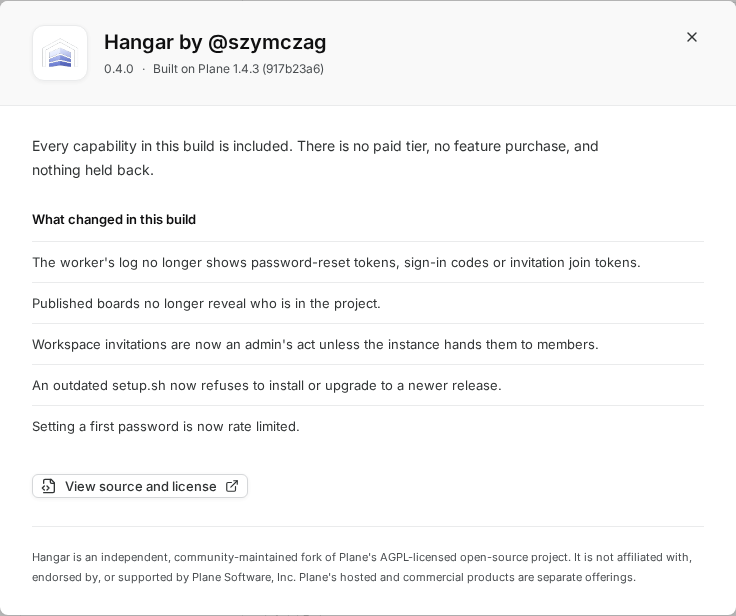 Hangar by @szymczag
0.4.0 · Built on Plane 1.4.3 (917b23a6)
Every capability in this build is included. There is no paid tier, no feature purchase, and
nothing held back.
What changed in this build
The worker's log no longer shows password-reset tokens, sign-in codes or invitation join tokens.
Published boards no longer reveal who is in the project.
Workspace invitations are now an admin's act unless the instance hands them to members.
An outdated setup.sh now refuses to install or upgrade to a newer release.
Setting a first password is now rate limited.
View source and license
Hangar is an independent, community-maintained fork of Plane's AGPL-licensed open-source project. It is not affiliated with,
endorsed by, or supported by Plane Software, Inc. Plane's hosted and commercial products are separate offerings.